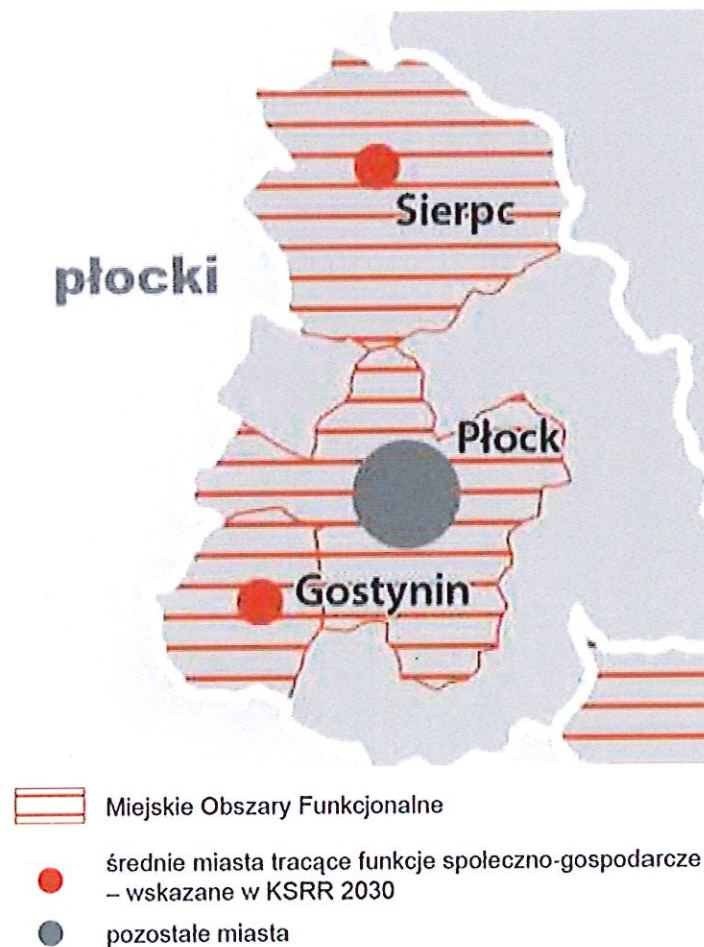 Sierpc
płocki
Płock
Gostynin
Miejskie Obszary Funkcjonalne
średnie miasta tracące funkcje społeczno-gospodarcze
– wskazane w KSRR 2030
pozostałe miasta